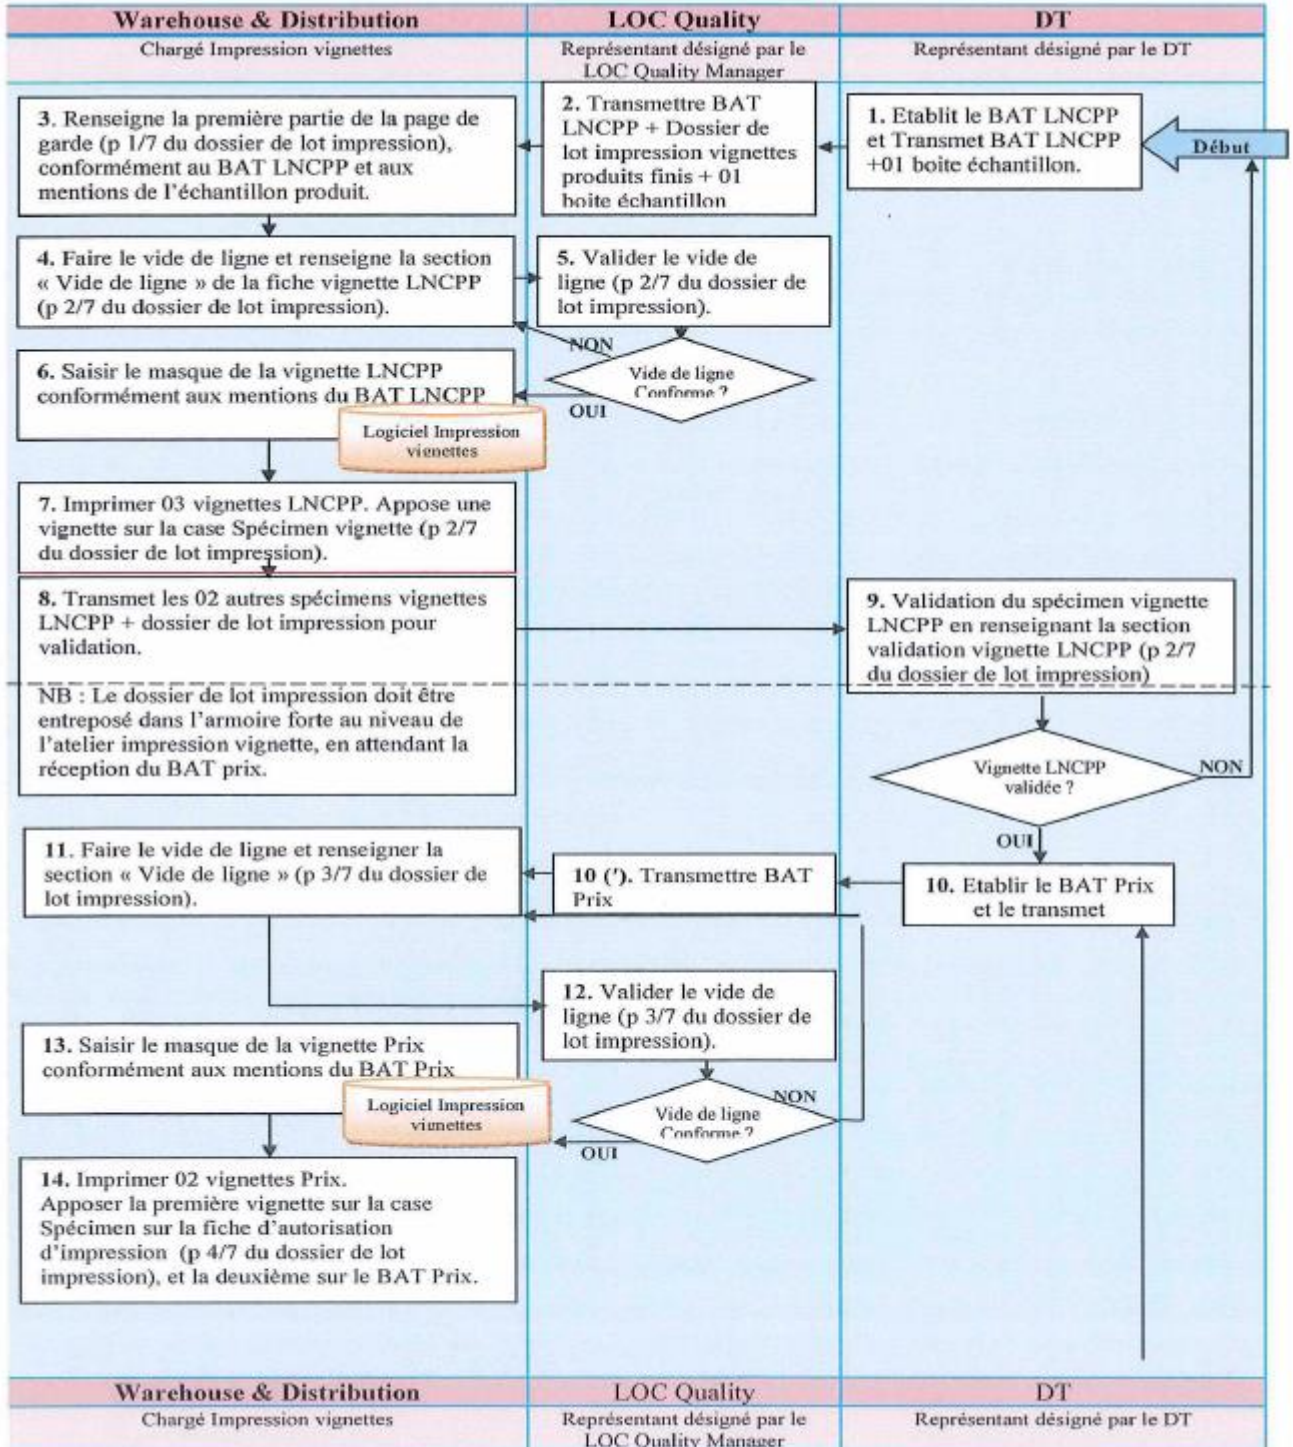 Warehouse & Distribution
LOC Quality
DT
Chargé Impression vignettes
Représentant désigné par le
LOC Quality Manager
Représentant désigné par le DT
Début
1. Etablit le BAT LNCPP
et Transmet BAT LNCPP
+01 boite échantillon.
2. Transmettre BAT
LNCPP + Dossier de
lot impression vignettes
produits finis + 01
boite échantillon
3. Renseigne la première partie de la page de
garde (p 1/7 du dossier de lot impression),
conformément au BAT LNCPP et aux
mentions de l'échantillon produit.
4. Faire le vide de ligne et renseigne la section
« Vide de ligne » de la fiche vignette LNCPP
(p 2/7 du dossier de lot impression).
5. Valider le vide de
ligne (p 2/7 du dossier de
lot impression).
NON
Vide de ligne
Conforme ?
OUI
6. Saisir le masque de la vignette LNCPP
conformément aux mentions du BAT LNCPP
Logiciel Impression
vignettes
7. Imprimer 03 vignettes LNCPP. Appose une
vignette sur la case Spécimen vignette (p 2/7
du dossier de lot impression).
8. Transmet les 02 autres spécimens vignettes
LNCPP + dossier de lot impression pour
validation.
NB : Le dossier de lot impression doit être
entreposé dans l'armoire forte au niveau de
l'atelier impression vignette, en attendant la
réception du BAT prix.
9. Validation du spécimen vignette
LNCPP en renseignant la section
validation vignette LNCPP (p 2/7
du dossier de lot impression)
Vignette LNCPP
validée ?
NON
OUI
10. Etablir le BAT Prix
et le transmet
10 ('). Transmettre BAT
Prix
11. Faire le vide de ligne et renseigner la
section « Vide de ligne » (p 3/7 du dossier de
lot impression).
12. Valider le vide de
ligne (p 3/7 du dossier de
lot impression).
NON
Vide de ligne
Conforme ?
OUI
13. Saisir le masque de la vignette Prix
conformément aux mentions du BAT Prix
Logiciel Impression
vignettes
14. Imprimer 02 vignettes Prix.
Apposer la première vignette sur la case
Spécimen sur la fiche d'autorisation
d'impression (p 4/7 du dossier de lot
impression), et la deuxième sur le BAT Prix.
Warehouse & Distribution
LOC Quality
DT
Chargé Impression vignettes
Représentant désigné par le
LOC Quality Manager
Représentant désigné par le DT